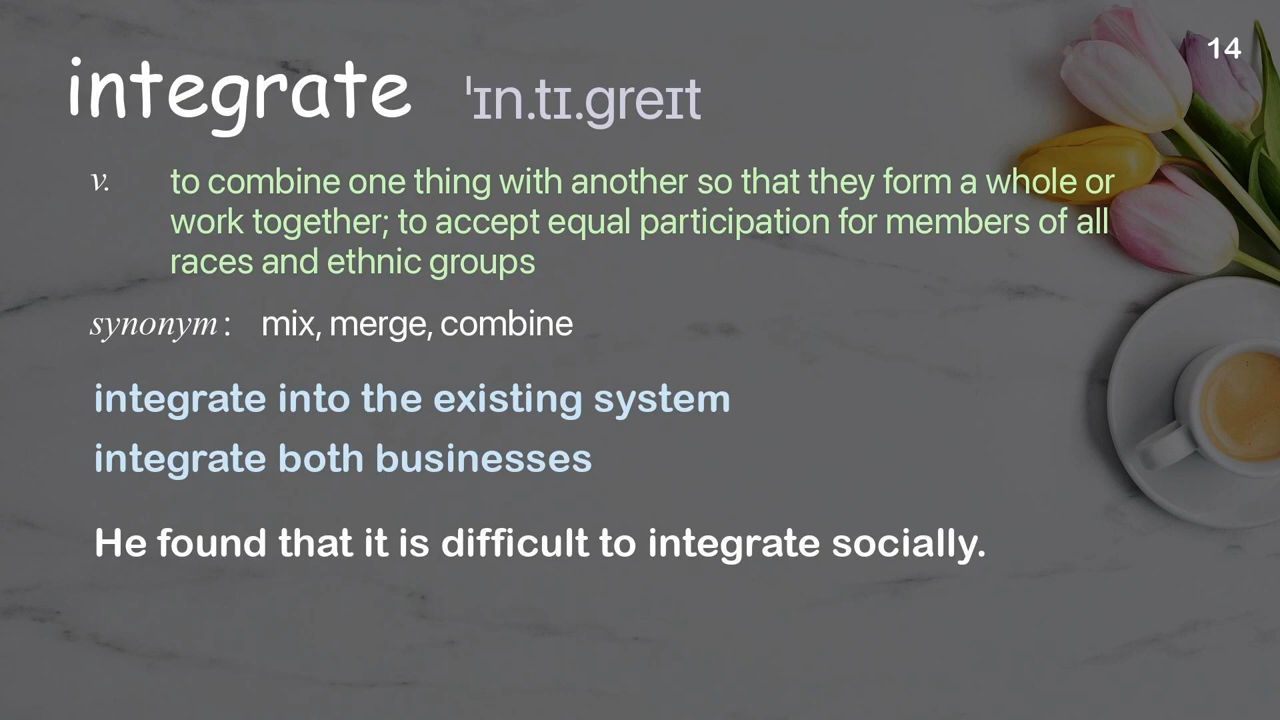 14
integrate ˈɪn.tɪ.greɪt
v. to combine one thing with another so that they form a whole or
work together; to accept equal participation for members of all
races and ethnic groups
synonym : mix, merge, combine
integrate into the existing system
integrate both businesses
He found that it is difficult to integrate socially.